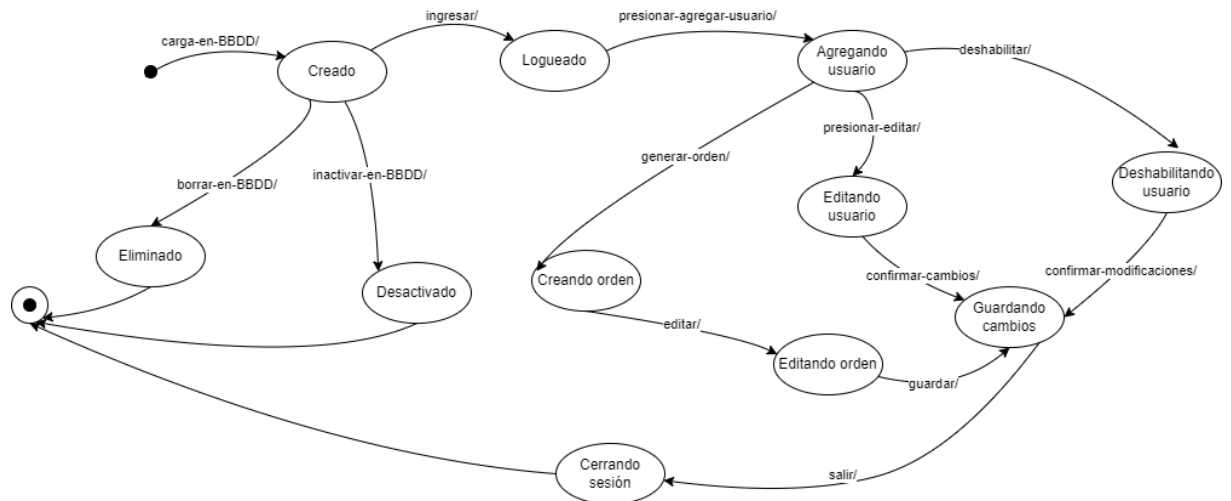 ingresar/
presionar-agregar-usuario/
carga-en-BBDD/
deshabilitar/
Creado
Logueado
Agregando
usuario
presionar-editar/
generar-orden/
borrar-en-BBDD/
inactivar-en-BBDD/
Deshabilitando
usuario
Editando
usuario
Eliminado
Desactivado
Creando orden
confirmar-cambios/
confirmar-modificaciones/
Guardando
cambios
editar/
Editando orden
guardar/
Cerrando
sesión
salir/